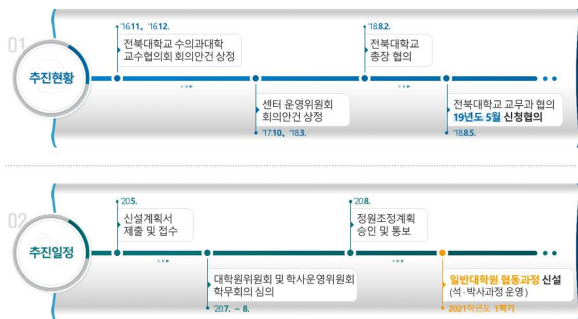 01
추진현황
'16.11, '16.12.
전북대학교 수의과대학
교수협의회 회의안건 상정
센터 운영위원회
회의안건 상정
'17.10, '18.3.
'18.8.2.
전북대학교
총장 협의
전북대학교 교무과 협의
19년도 5월 신청협의
'18.8.5.
02
추진일정
'20.5.
신설계획서
제출 및 접수
대학원위원회 및 학사운영위원회
학무회의 심의
'20.7. ~ 8.
'20.8.
정원조정계획
승인 및 통보
일반대학원 협동과정 신설
(석·박사과정 운영)
2021학년도 1학기